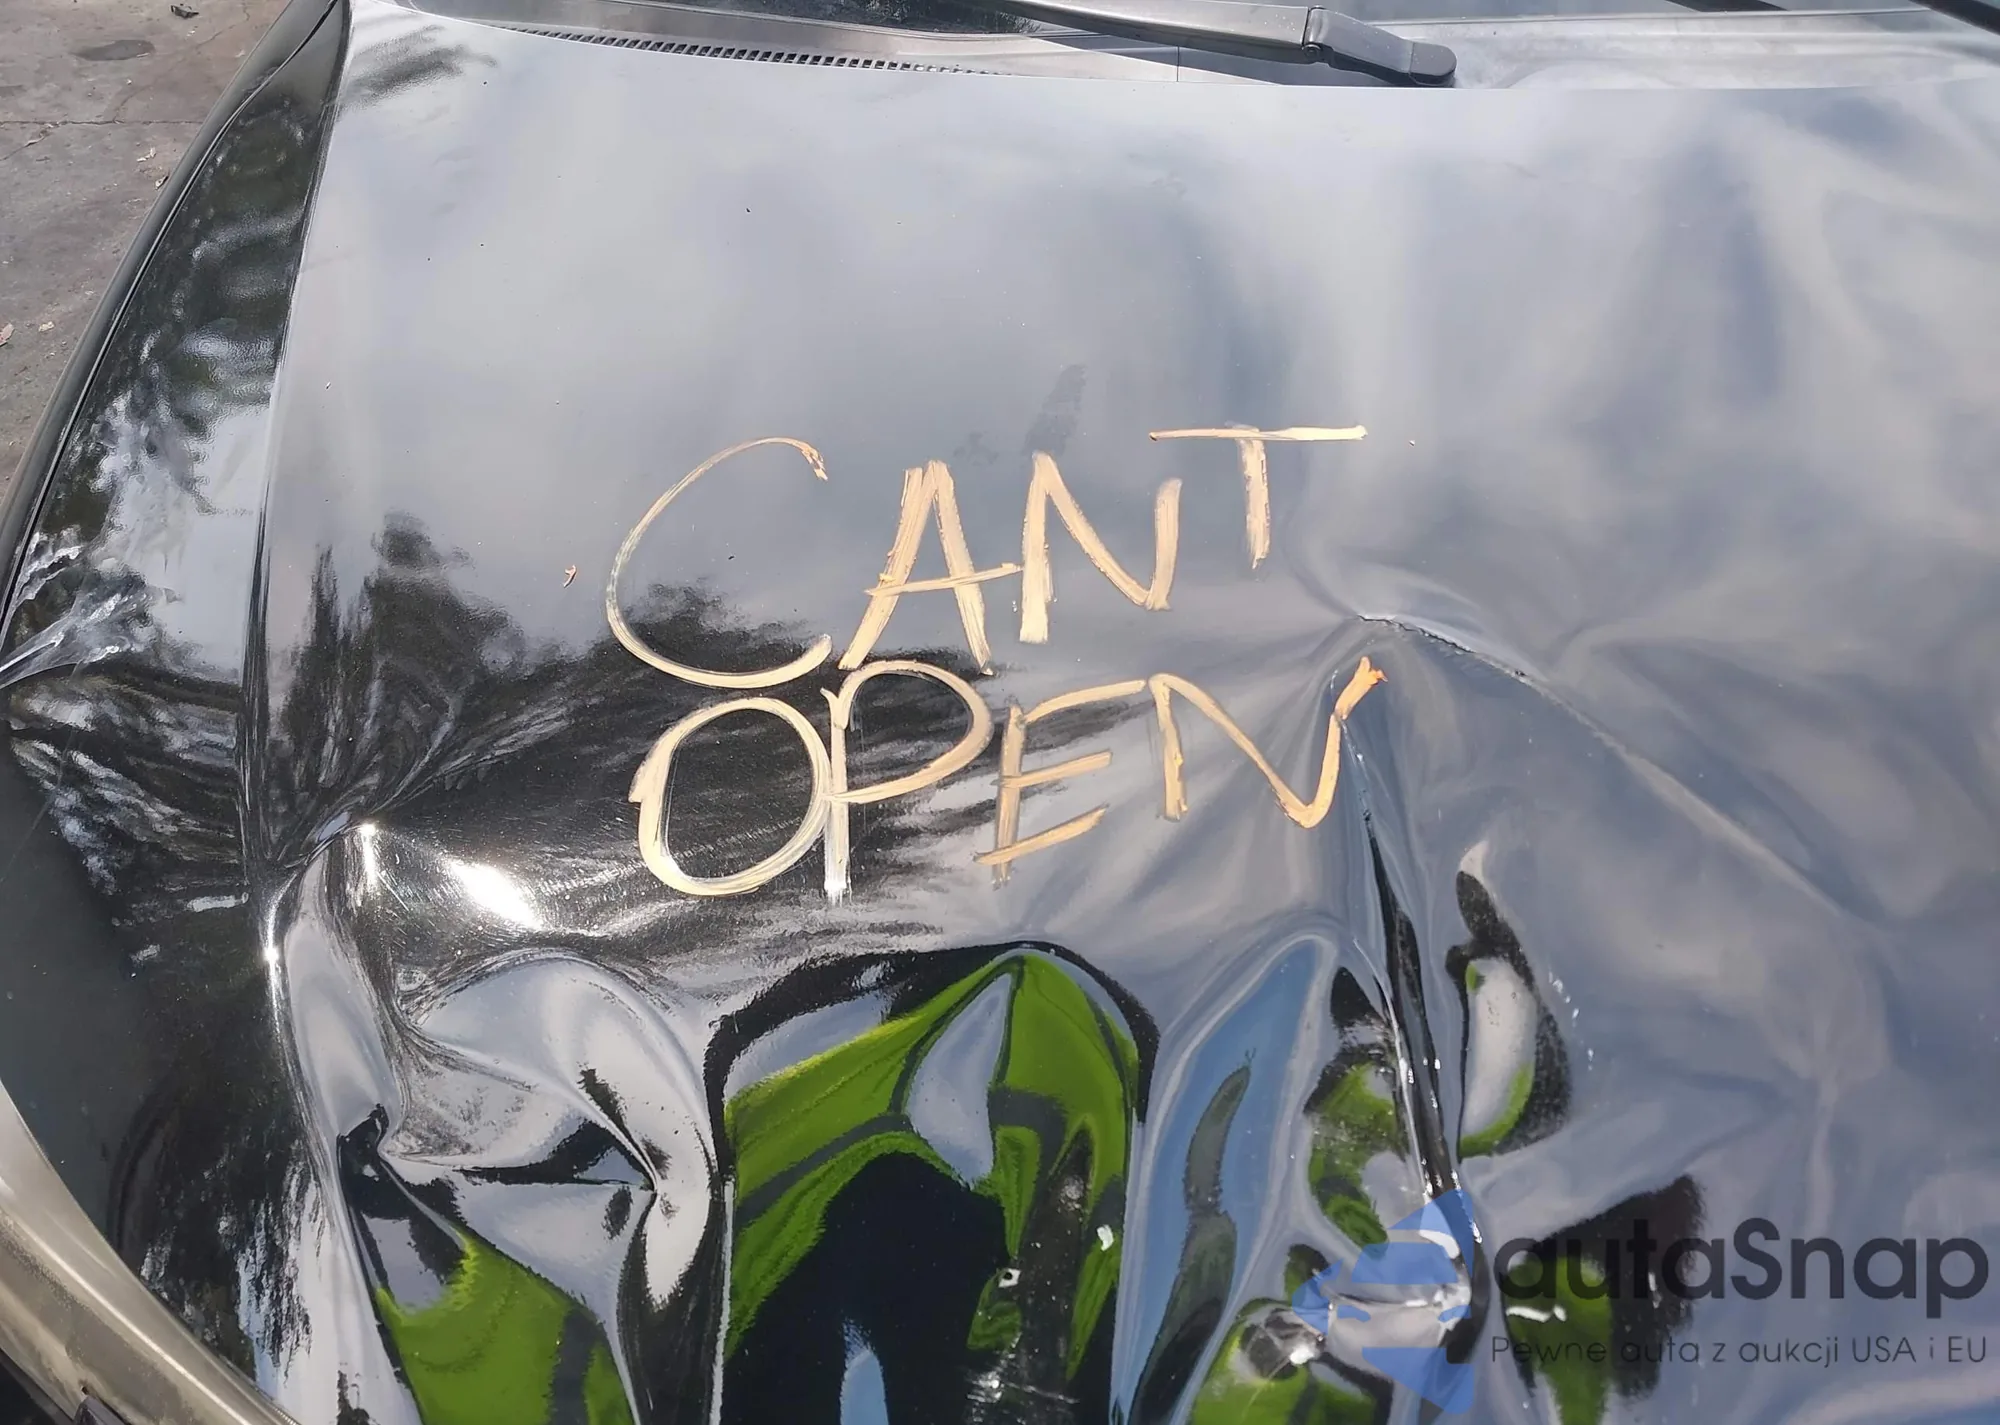 CANT
OPEN
autaSnap
Pewne auta z aukcji USA i EU